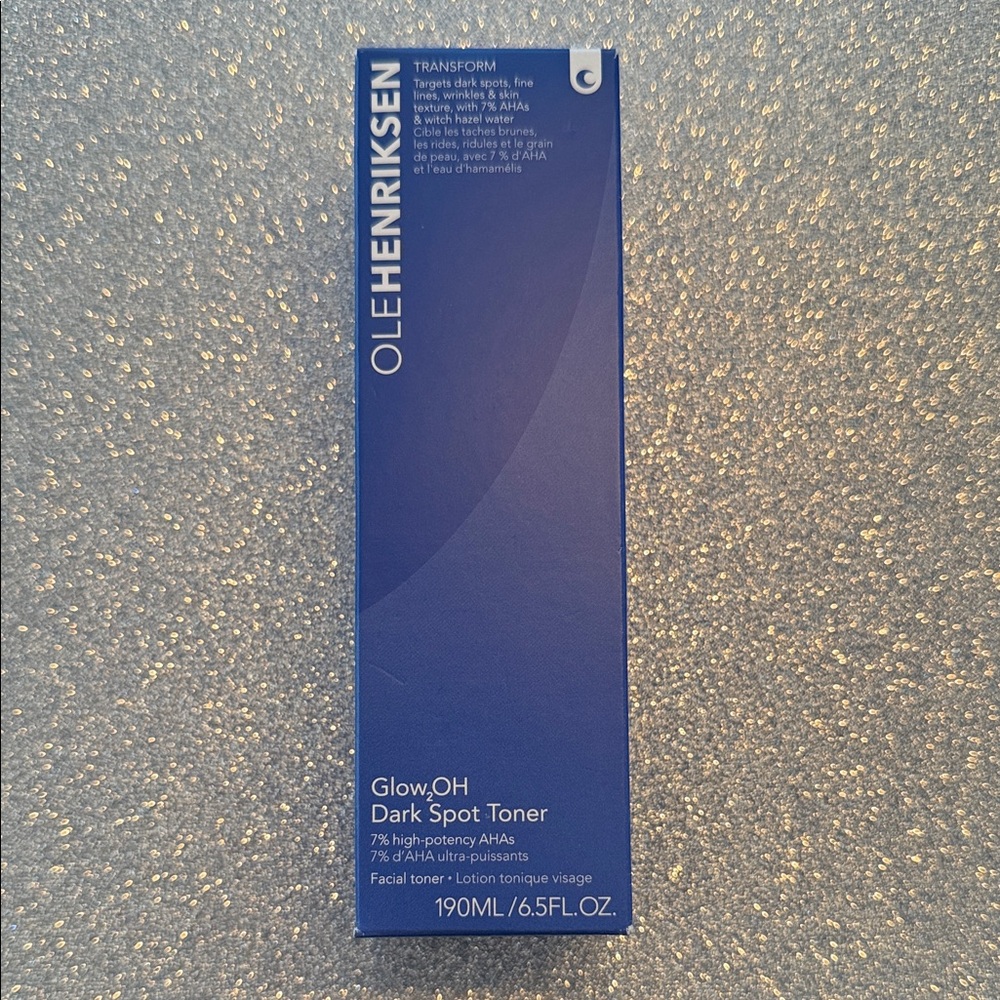 OLEHENRIKSEN
TRANSFORM
Targets dark spots, fine
lines, wrinkles & skin
texture, with 7% AHAs
& witch hazel water
Cible les taches brunes,
les rides, ridules et le grain
de peau, avec 7 % d'AHA
et l'eau d'hamamélis
Glow₂OH
Dark Spot Toner
7% high-potency AHAs
7% d'AHA ultra-puissants
Facial toner • Lotion tonique visage
190ML/6.5FL.OZ.